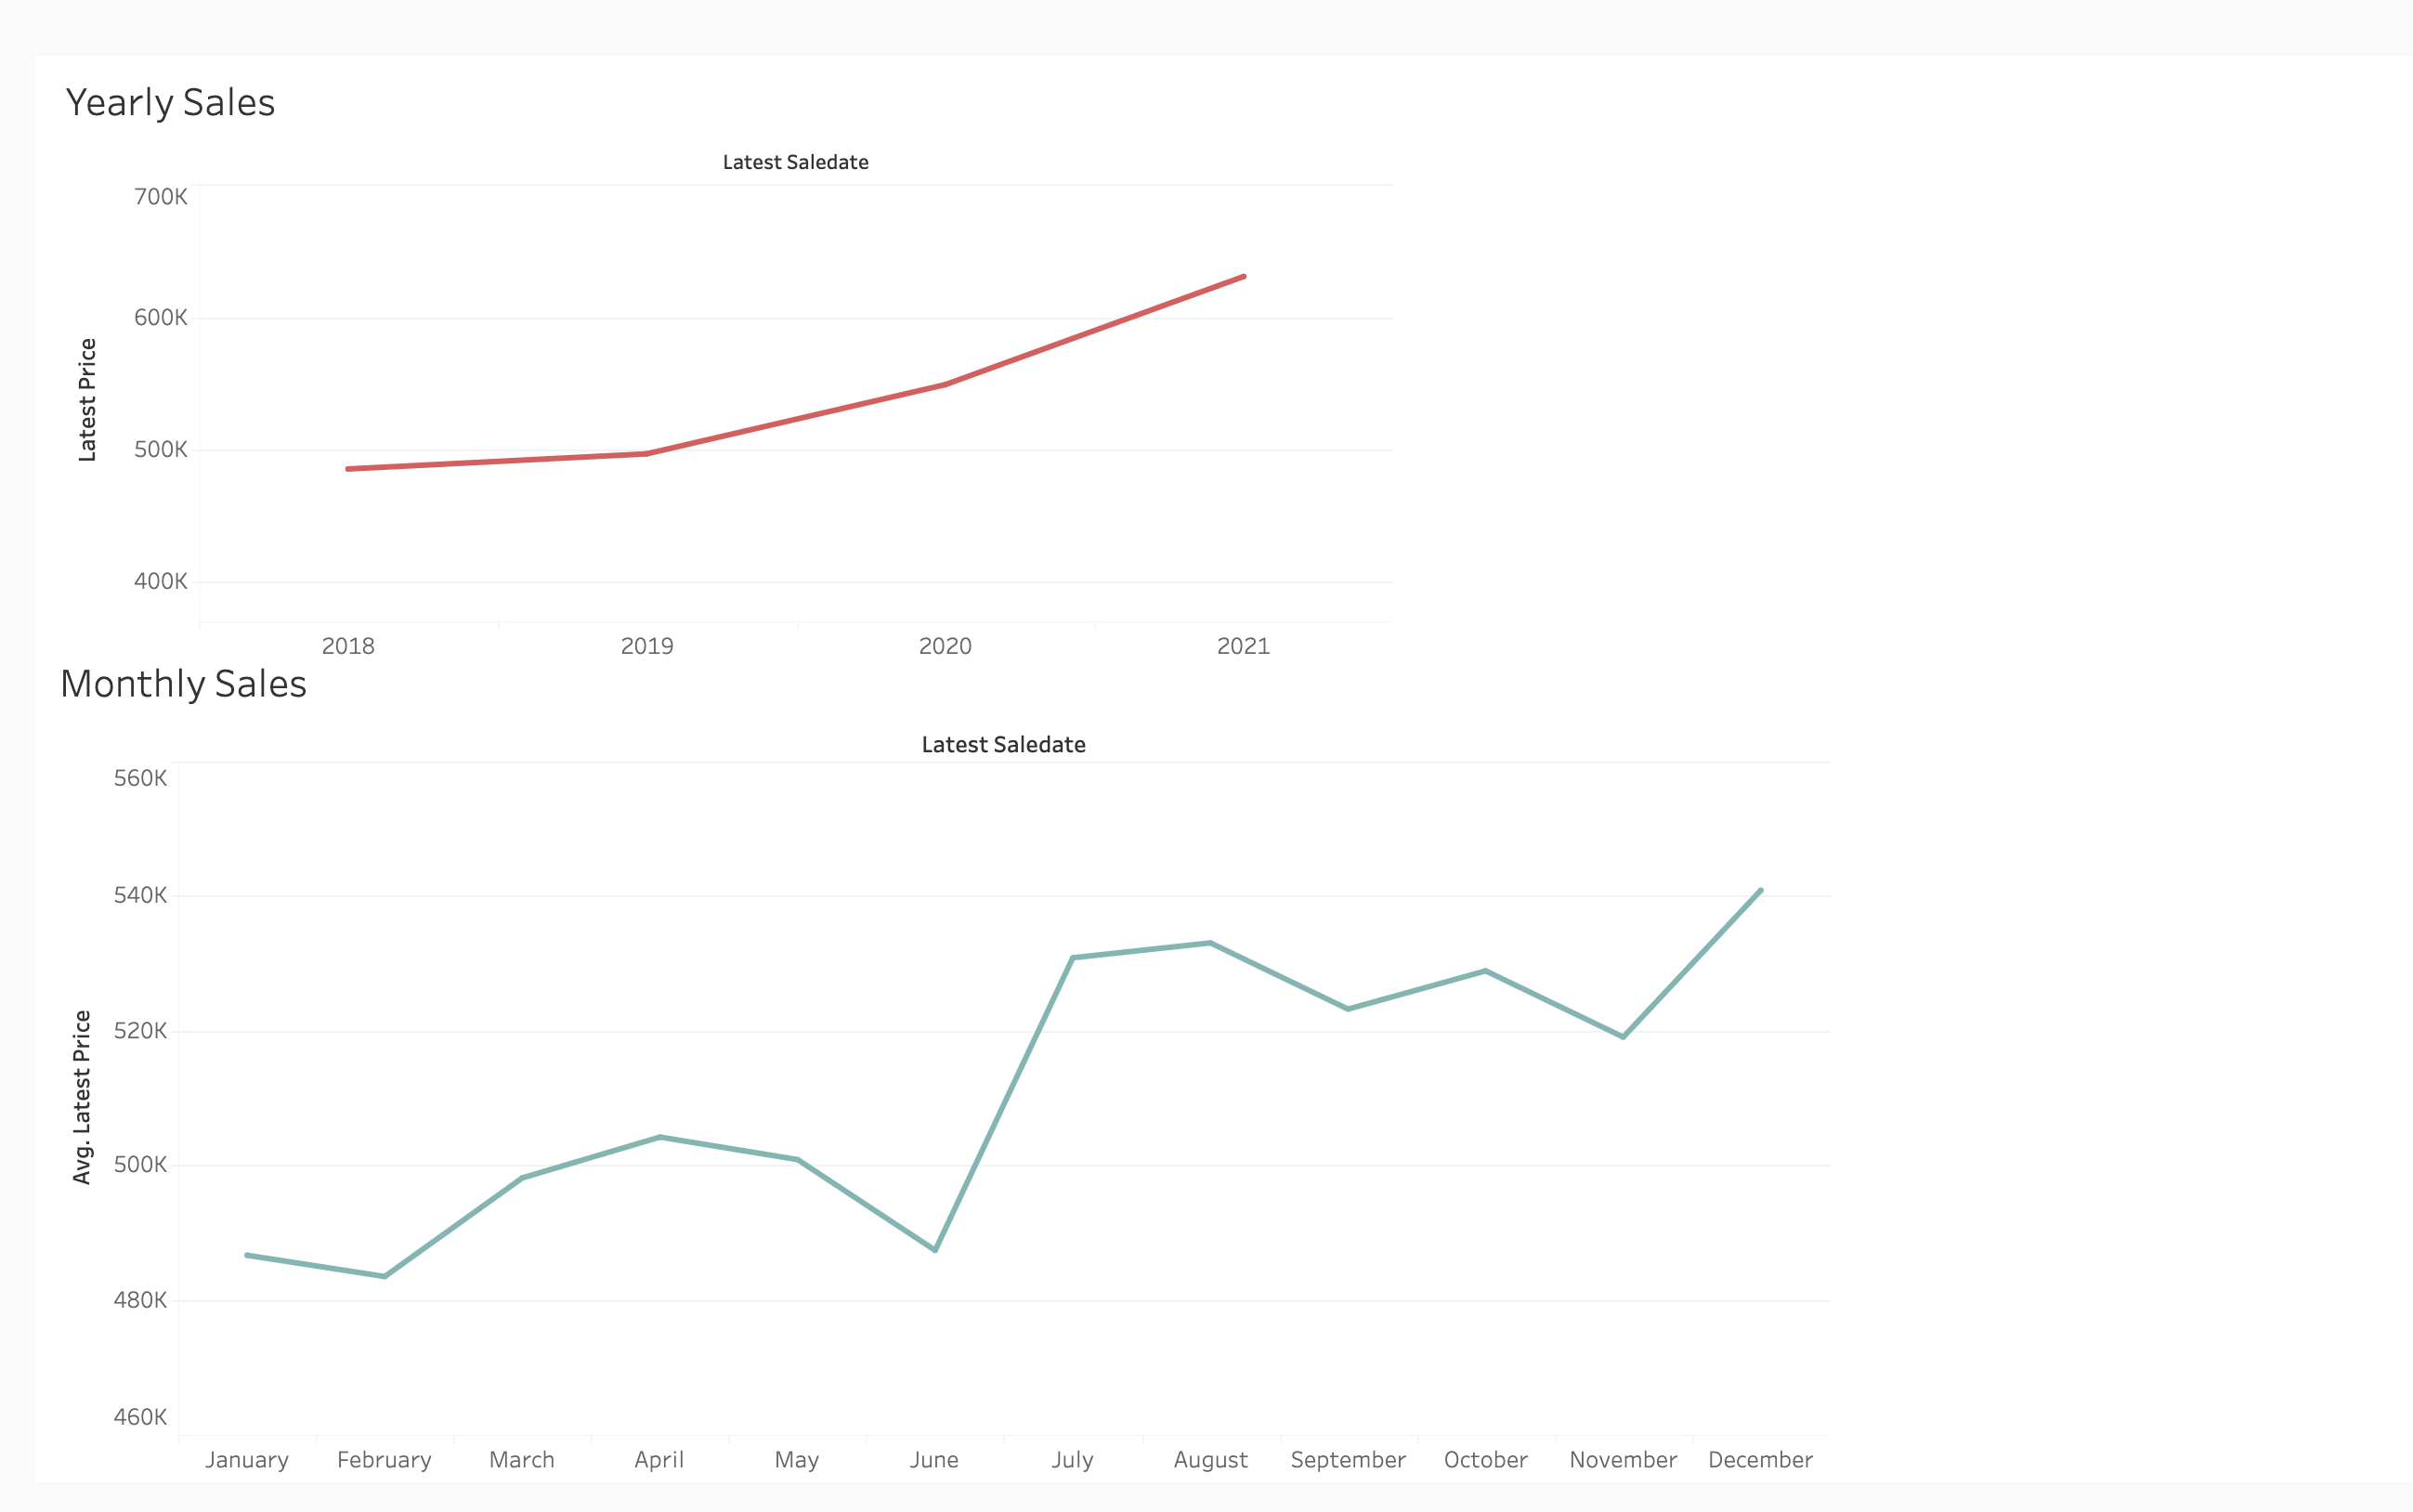 Yearly Sales
Latest Saledate
700K
600K
500K
400K
Latest Price
2018 2019 2020 2021
Monthly Sales
Latest Saledate
560K
540K
520K
500K
480K
460K
Avg. Latest Price
January February March April May June July August September October November December